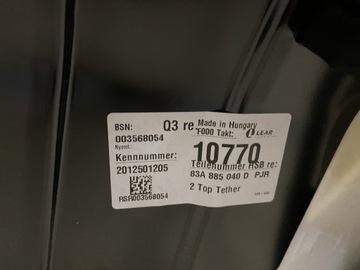 BSN:
003568054
Q3 re
Made in Hungary
F000 Takt:
LEAR
Kennnummer:
2012501205
10770
Teilenummer HSB re:
83A 885 040 D PJR
2 Top Tether
RSR003568054